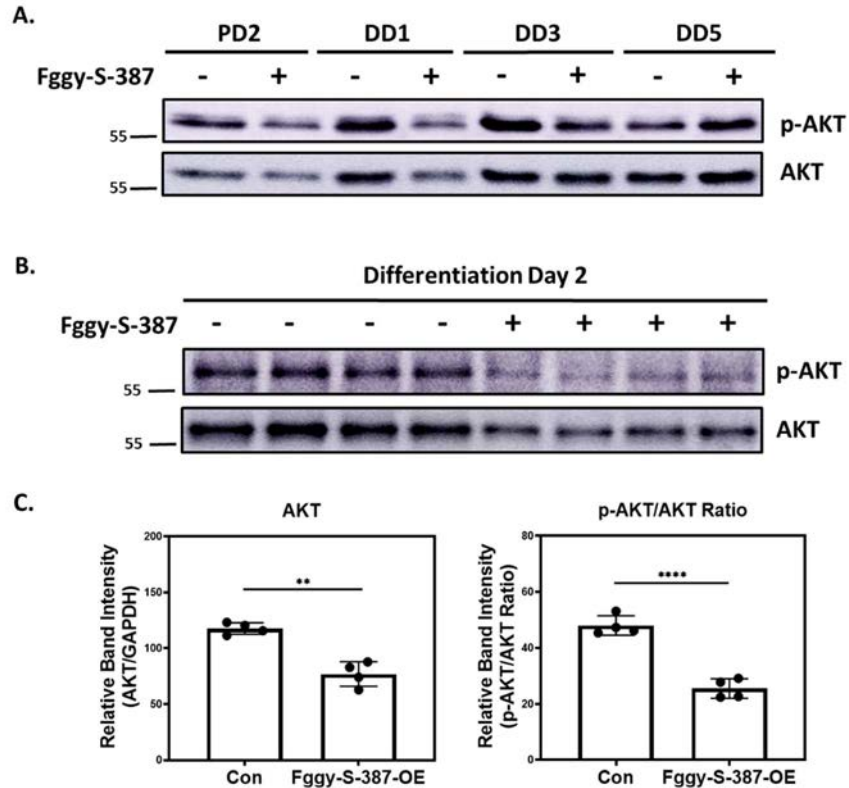 A.
PD2 DD1 DD3 DD5
Fggy-S-387 - + - + - + - +
55 p-AKT
55 AKT
B.
Differentiation Day 2
Fggy-S-387 - - - - + + + +
55 p-AKT
55 AKT
C.
AKT
Relative Band Intensity
(AKT/GAPDH)
200
150
100
50
0
**
Con Fggy-S-387-OE
p-AKT/AKT Ratio
Relative Band Intensity
(p-AKT/AKT Ratio)
80
60
40
20
0
****
Con Fggy-S-387-OE